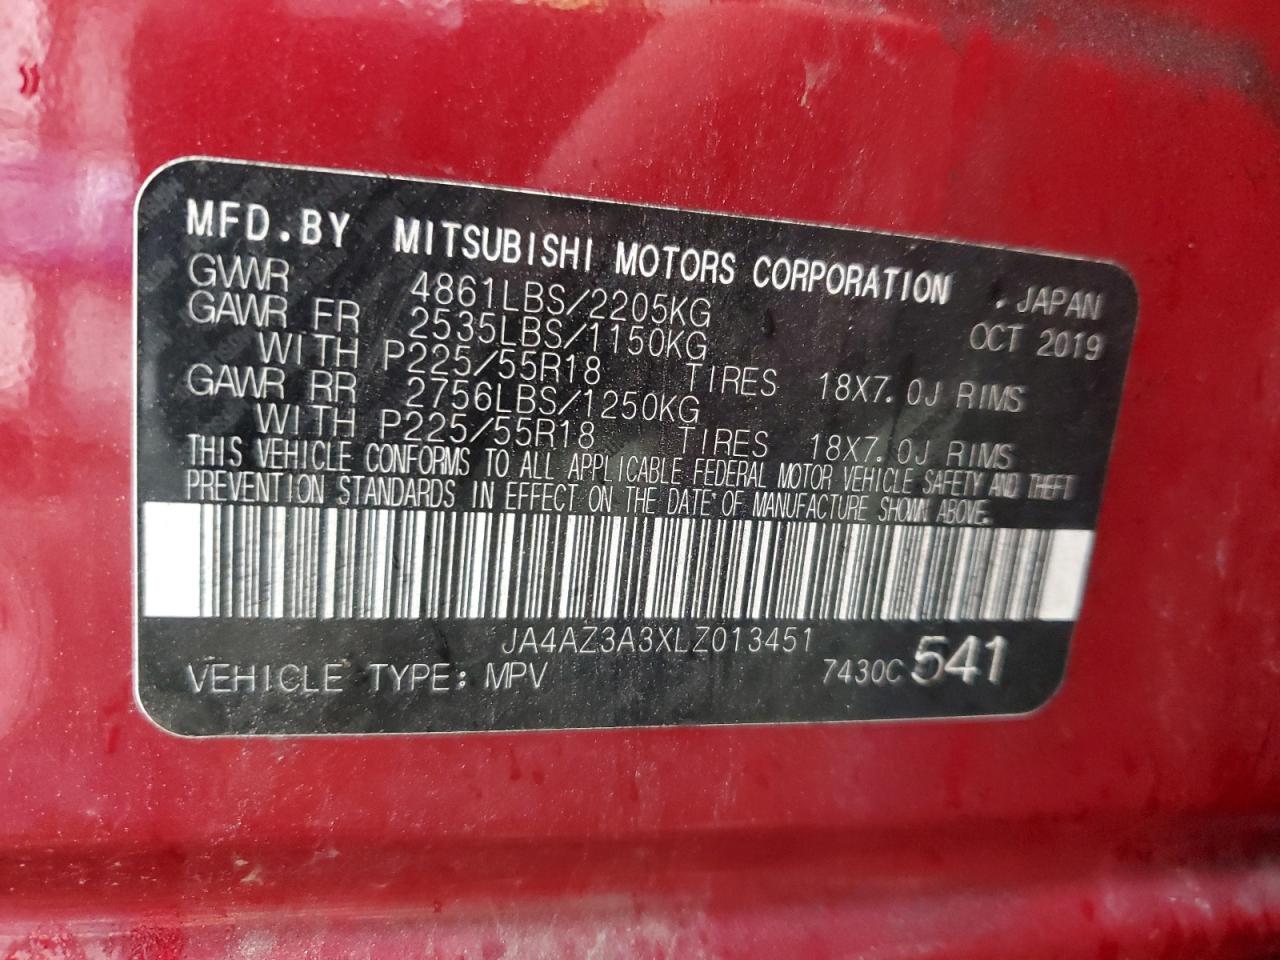 MFD.BY MITSUBISHI MOTORS CORPORATION , JAPAN
GVWR 4861LBS/2205KG OCT 2019
GAWR FR 2535LBS/1150KG
WITH P225/55R18 TIRES 18X7.0J RIMS
GAWR RR 2756LBS/1250KG
WITH P225/55R18 TIRES 18X7.0J RIMS
THIS VEHICLE CONFORMS TO ALL APPLICABLE FEDERAL MOTOR VEHICLE SAFETY AND THEFT
PREVENTION STANDARDS IN EFFECT ON THE DATE OF MANUFACTURE SHOWN ABOVE.
JA4AZ3A3XLZ013451
VEHICLE TYPE: MPV 7430C 541